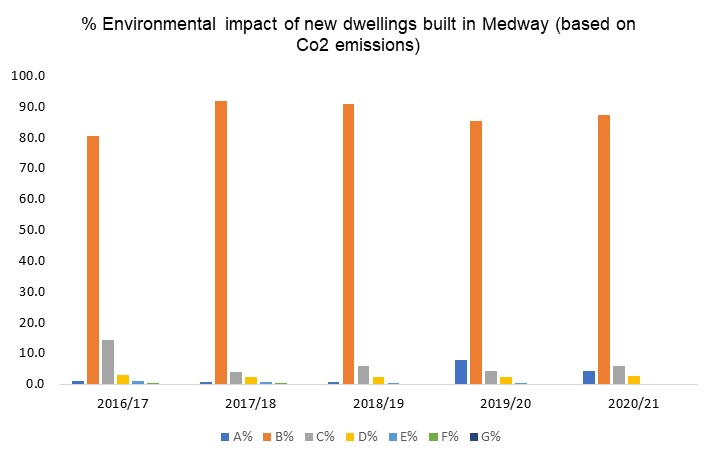 % Environmental impact of new dwellings built in Medway (based on
Co2 emissions)
100.0
90.0
80.0
70.0
60.0
50.0
40.0
30.0
20.0
10.0
0.0
2016/17 2017/18 2018/19 2019/20 2020/21
A% B% C% D% E% F% G%